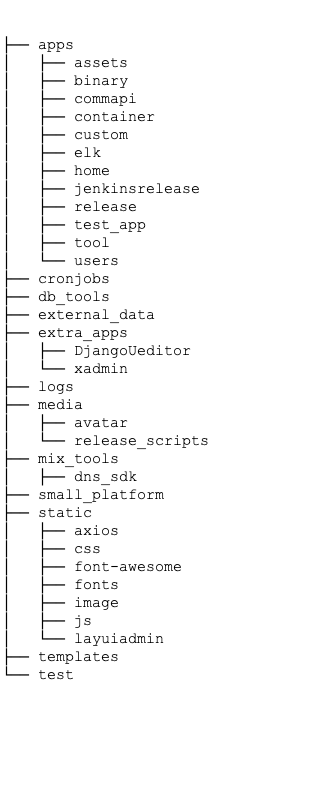 ├── apps
│   ├── assets
│   ├── binary
│   ├── commapi
│   ├── container
│   ├── custom
│   ├── elk
│   ├── home
│   ├── jenkinsrelease
│   ├── release
│   ├── test_app
│   ├── tool
│   └── users
├── cronjobs
├── db_tools
├── external_data
├── extra_apps
│   ├── DjangoUeditor
│   └── xadmin
├── logs
├── media
│   ├── avatar
│   └── release_scripts
├── mix_tools
│   ├── dns_sdk
├── small_platform
├── static
│   ├── axios
│   ├── css
│   ├── font-awesome
│   ├── fonts
│   ├── image
│   ├── js
│   └── layuiadmin
├── templates
└── test